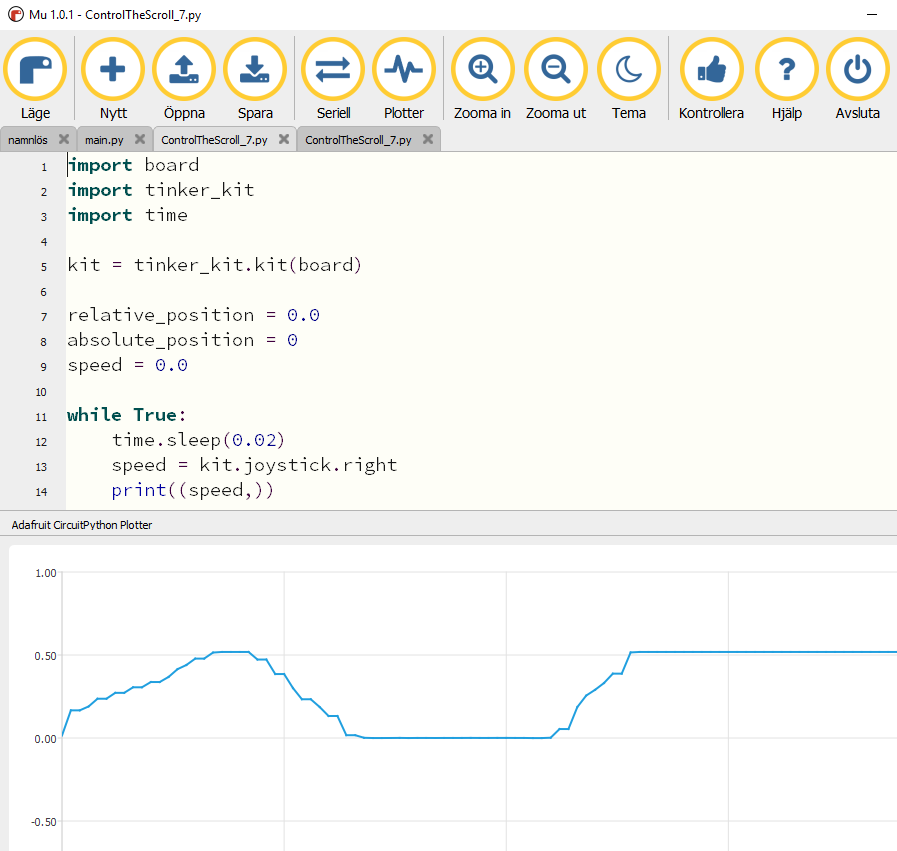 Mu 1.0.1 - ControlTheScroll_7.py
Läge Nytt Öppna Spara Seriell Plotter Zooma in Zooma ut Tema Kontrollera Hjälp Avsluta
namnlös main.py ControlTheScroll_7.py ControlTheScroll_7.py
1 import board
2 import tinker_kit
3 import time
4
5 kit = tinker_kit.kit(board)
6
7 relative_position = 0.0
8 absolute_position = 0
9 speed = 0.0
10
11 while True:
12     time.sleep(0.02)
13     speed = kit.joystick.right
14     print((speed,))
Adafruit CircuitPython Plotter
1.00
0.50
0.00
-0.50